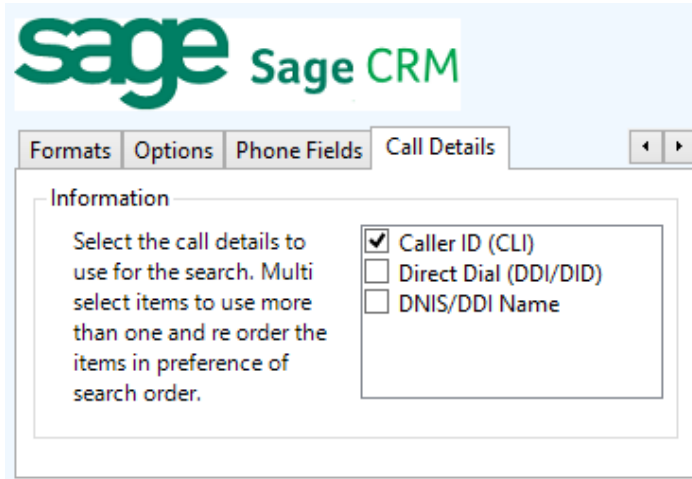 sage Sage CRM
Formats Options Phone Fields Call Details
Information
Select the call details to
use for the search. Multi
select items to use more
than one and re order the
items in preference of
search order.
Caller ID (CLI)
Direct Dial (DDI/DID)
DNIS/DDI Name